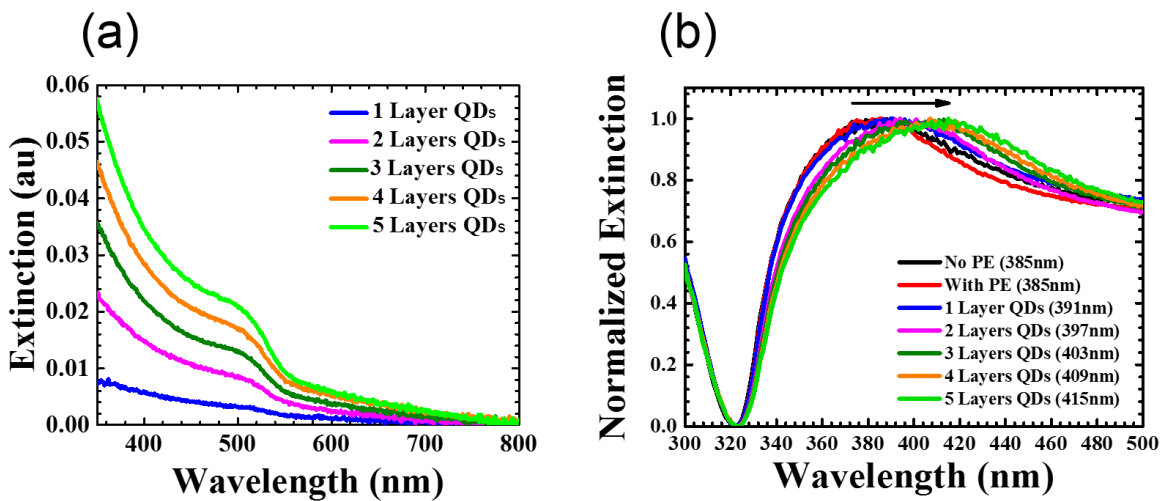 (a)
(b)
0.06
0.05
0.04
0.03
0.02
0.01
0.00
Extinction (au)
1 Layer QDs
2 Layers QDs
3 Layers QDs
4 Layers QDs
5 Layers QDs
400 500 600 700 800
Wavelength (nm)
1.0
0.8
0.6
0.4
0.2
0.0
Normalized Extinction
No PE (385nm)
With PE (385nm)
1 Layer QDs (391nm)
2 Layers QDs (397nm)
3 Layers QDs (403nm)
4 Layers QDs (409nm)
5 Layers QDs (415nm)
300 320 340 360 380 400 420 440 460 480 500
Wavelength (nm)